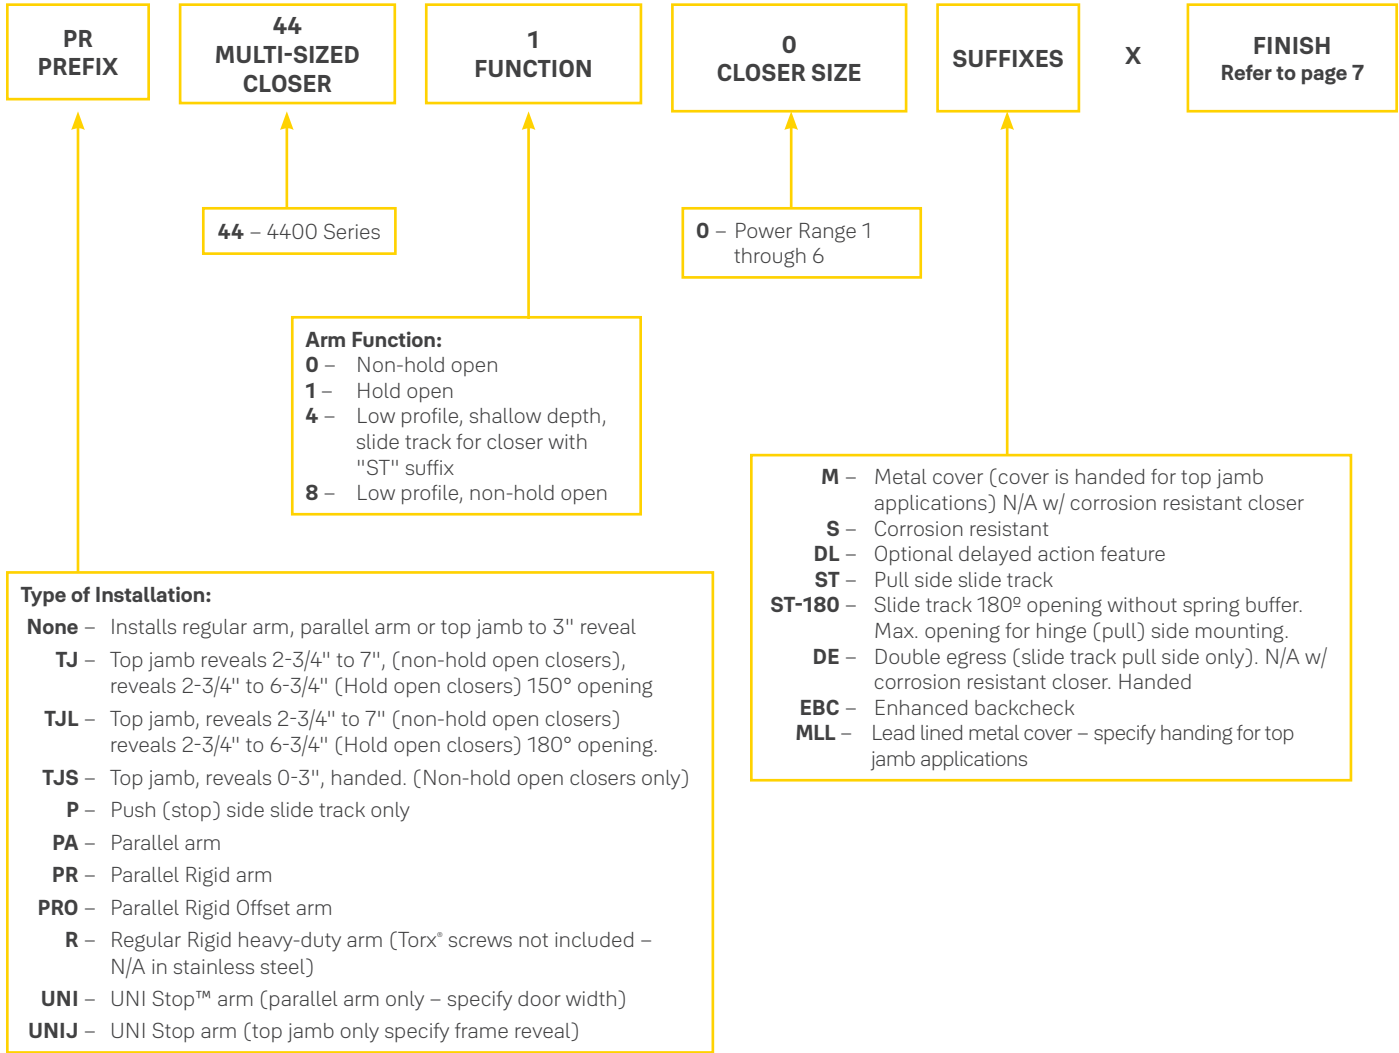 PR
PREFIX
44
MULTI-SIZED
CLOSER
1
FUNCTION
0
CLOSER SIZE
SUFFIXES
X
FINISH
Refer to page 7
44 – 4400 Series
0 – Power Range 1
through 6
Arm Function:
0 – Non-hold open
1 – Hold open
4 – Low profile, shallow depth,
slide track for closer with
"ST" suffix
8 – Low profile, non-hold open
M – Metal cover (cover is handed for top jamb
applications) N/A w/ corrosion resistant closer
S – Corrosion resistant
DL – Optional delayed action feature
ST – Pull side slide track
ST-180 – Slide track 180º opening without spring buffer.
Max. opening for hinge (pull) side mounting.
DE – Double egress (slide track pull side only). N/A w/
corrosion resistant closer. Handed
EBC – Enhanced backcheck
MLL – Lead lined metal cover – specify handing for top
jamb applications
Type of Installation:
None – Installs regular arm, parallel arm or top jamb to 3" reveal
TJ – Top jamb reveals 2-3/4" to 7", (non-hold open closers),
reveals 2-3/4" to 6-3/4" (Hold open closers) 150° opening
TJL – Top jamb, reveals 2-3/4" to 7" (non-hold open closers)
reveals 2-3/4" to 6-3/4" (Hold open closers) 180° opening.
TJS – Top jamb, reveals 0-3", handed. (Non-hold open closers only)
P – Push (stop) side slide track only
PA – Parallel arm
PR – Parallel Rigid arm
PRO – Parallel Rigid Offset arm
R – Regular Rigid heavy-duty arm (Torx® screws not included –
N/A in stainless steel)
UNI – UNI Stop™ arm (parallel arm only – specify door width)
UNIJ – UNI Stop arm (top jamb only specify frame reveal)